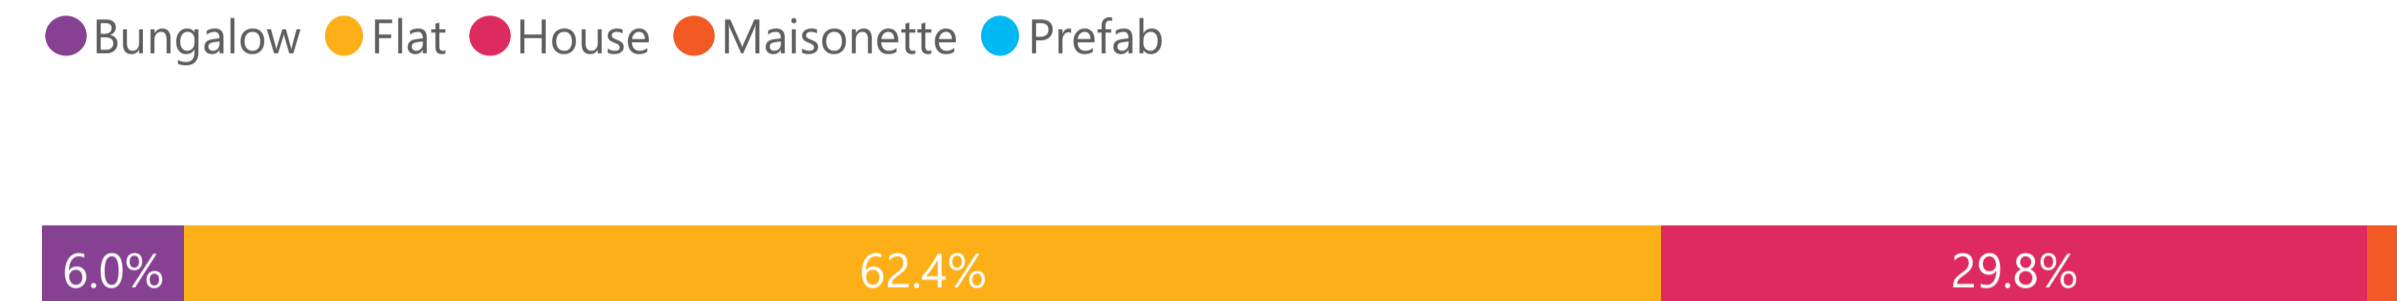 Bungalow Flat House Maisonette Prefab
6.0% 62.4% 29.8%